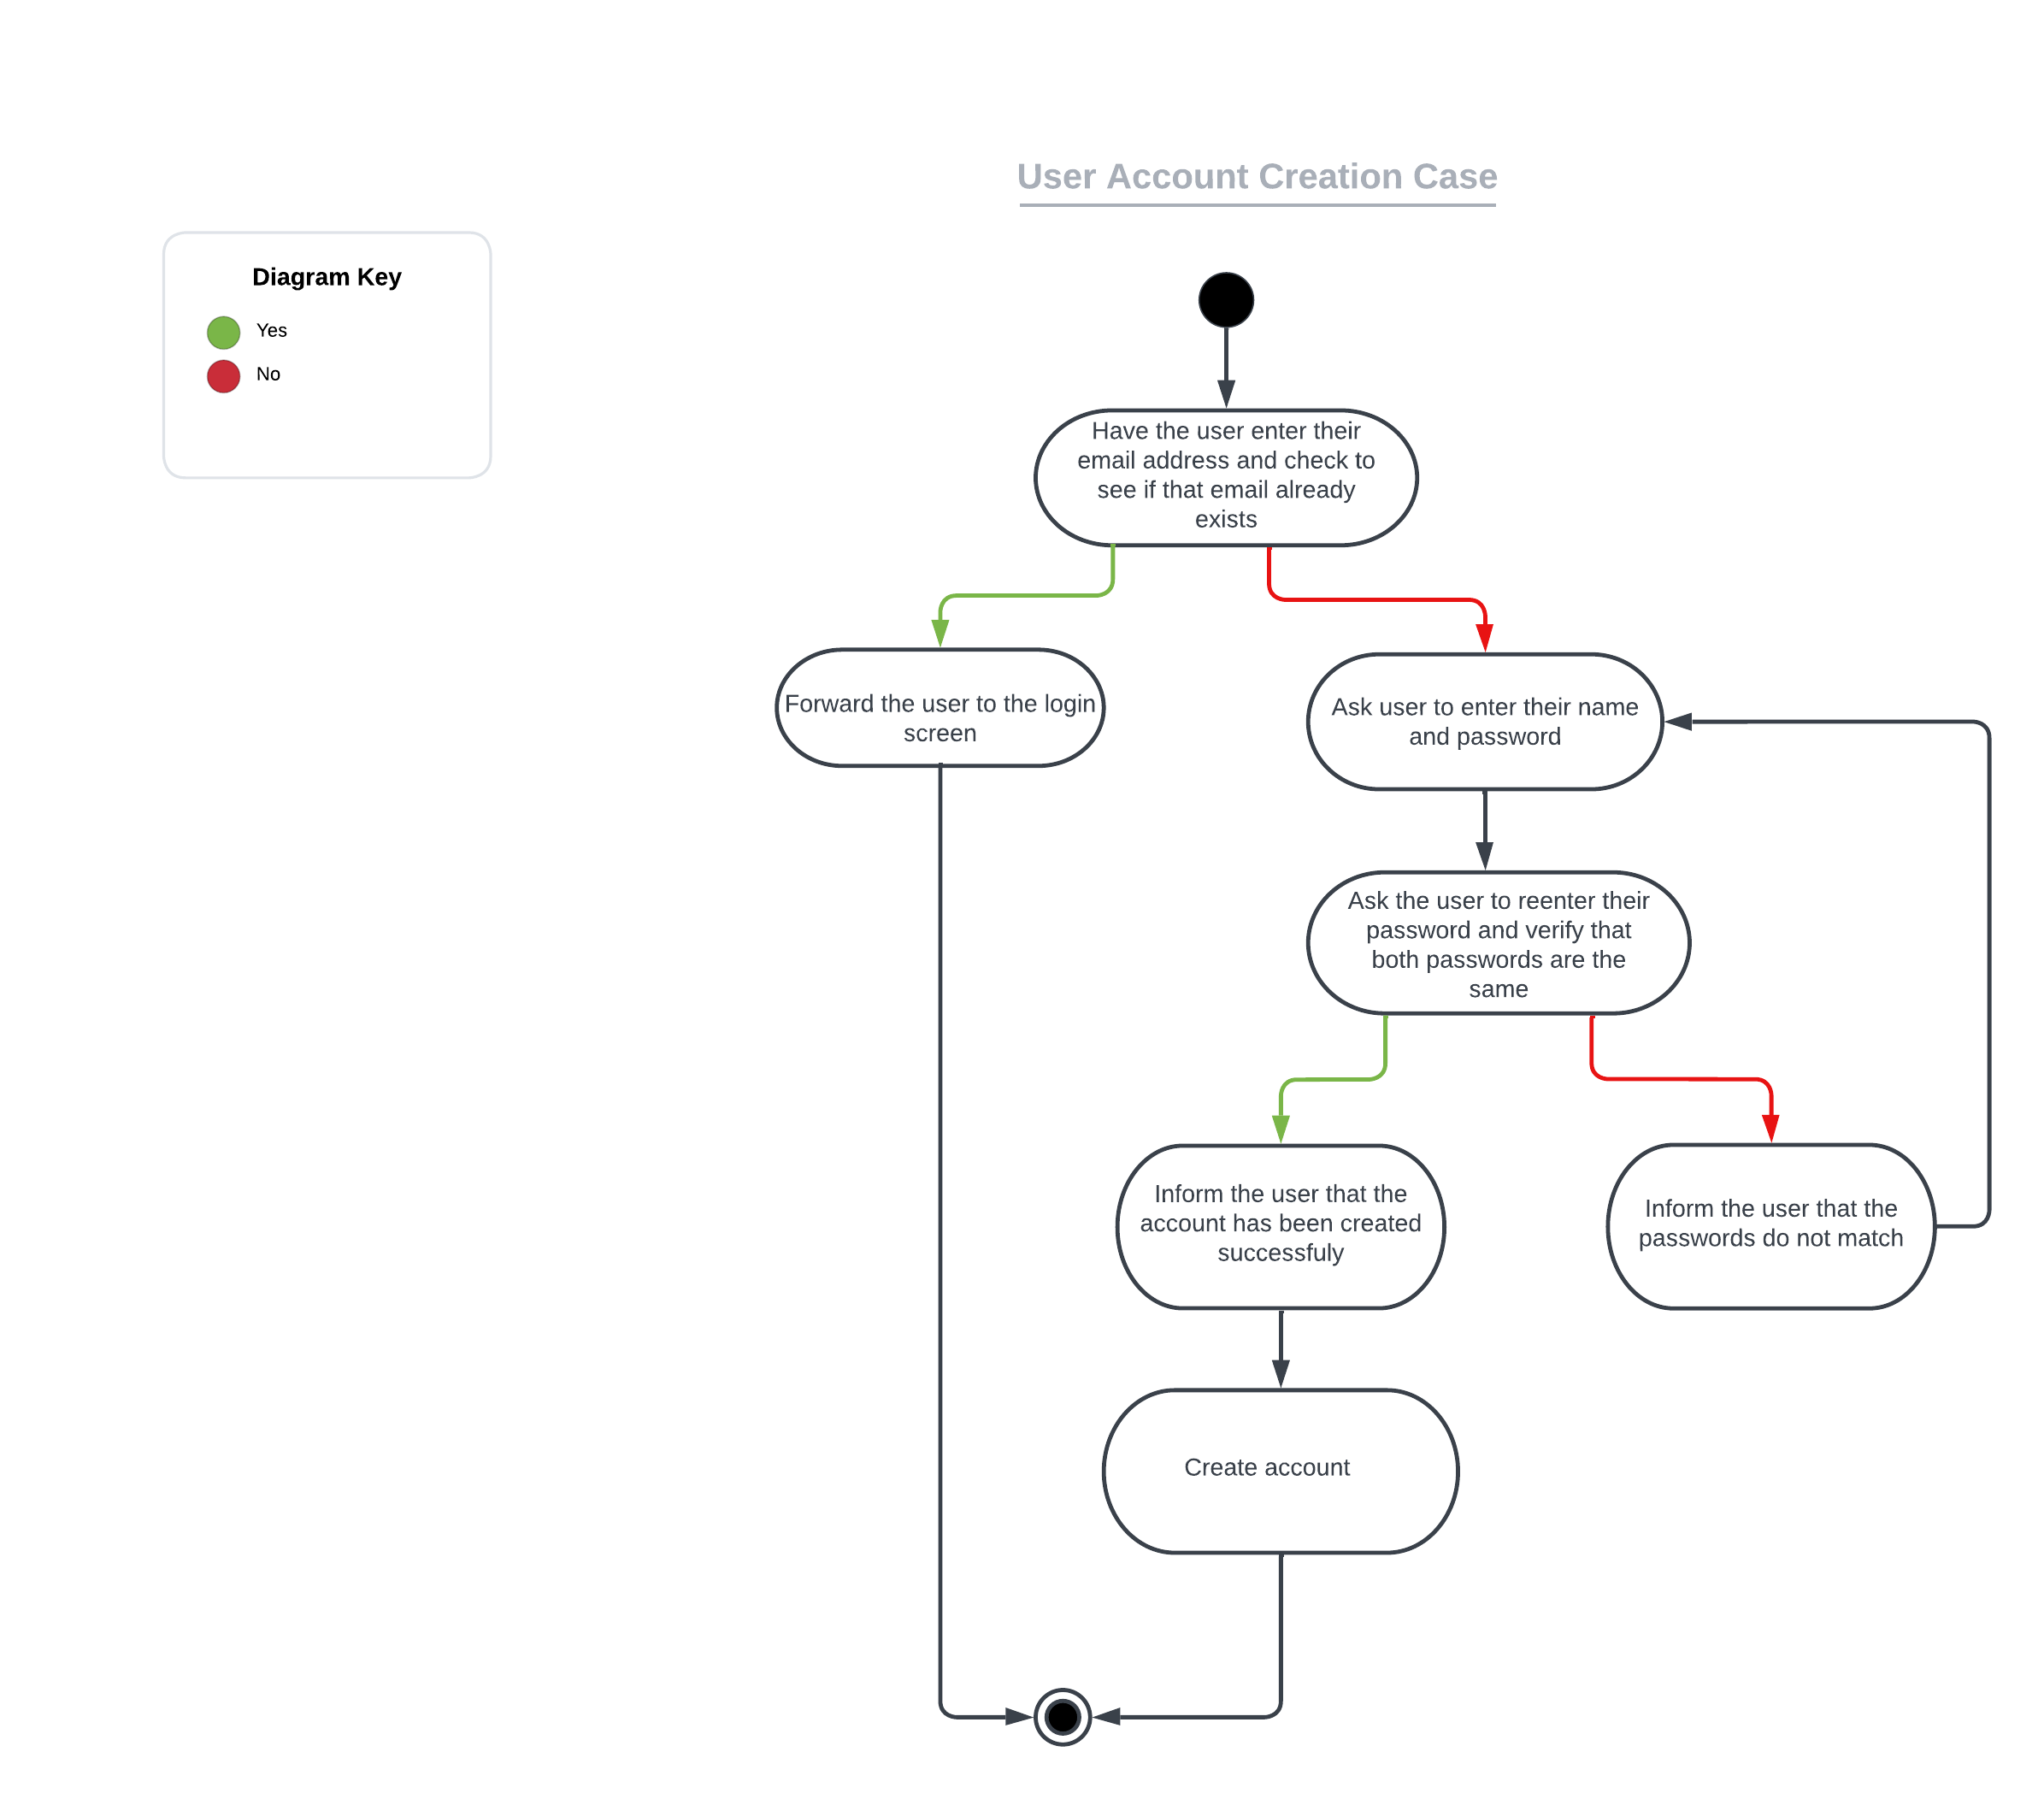 User Account Creation Case
Diagram Key
Yes
No
Have the user enter their
email address and check to
see if that email already
exists
Forward the user to the login
screen
Ask user to enter their name
and password
Ask the user to reenter their
password and verify that
both passwords are the
same
Inform the user that the
account has been created
successfuly
Inform the user that the
passwords do not match
Create account